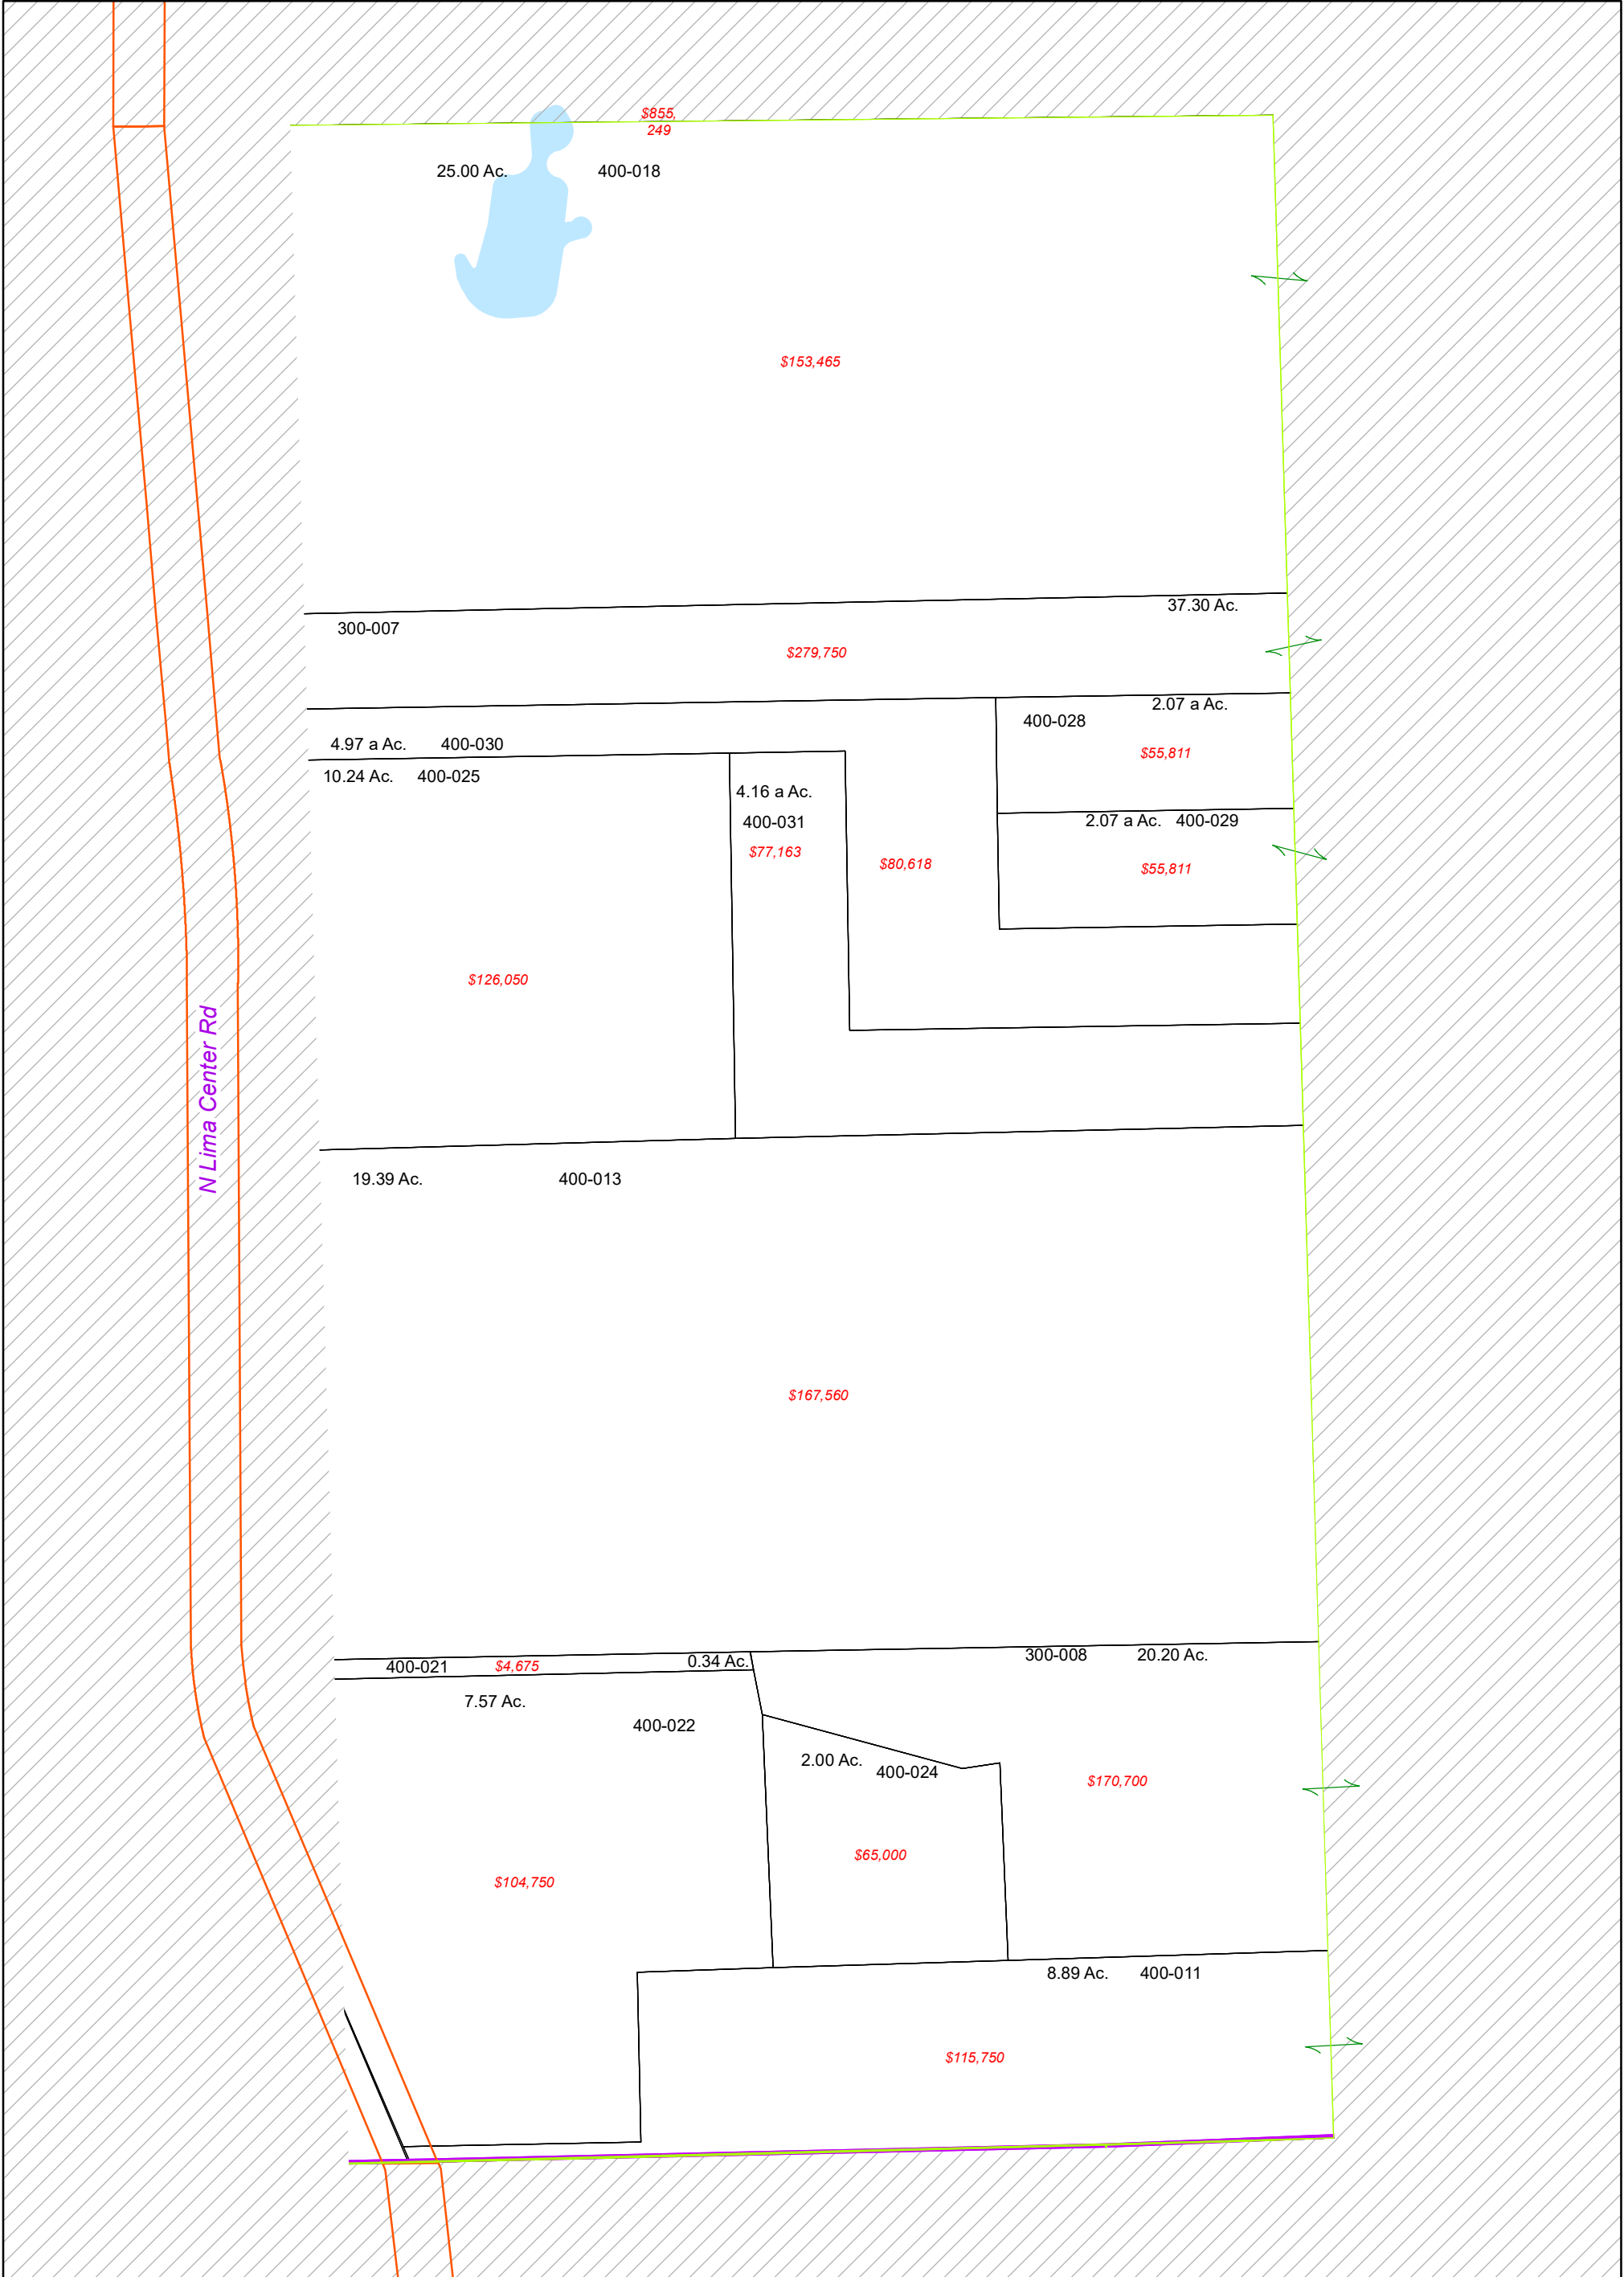 $855,
249
25.00 Ac. 400-018
$153,465
37.30 Ac.
300-007
$279,750
2.07 a Ac.
400-028
4.97 a Ac. 400-030
$55,811
10.24 Ac. 400-025
4.16 a Ac.
400-031
2.07 a Ac. 400-029
$77,163
$80,618
$55,811
$126,050
N Lima Center Rd
19.39 Ac. 400-013
$167,560
300-008 20.20 Ac.
400-021 $4,675 0.34 Ac.
7.57 Ac.
400-022
2.00 Ac.
400-024
$170,700
$65,000
$104,750
8.89 Ac. 400-011
$115,750